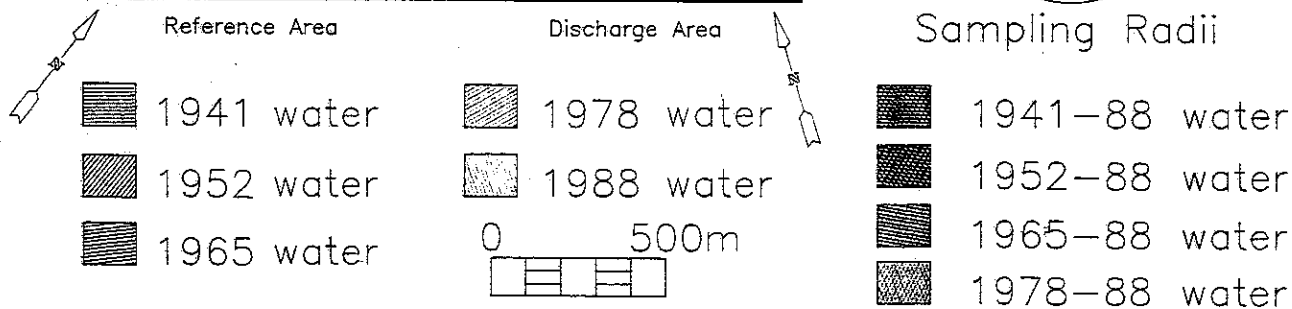 Reference Area
Discharge Area
Sampling Radii
1941 water
1952 water
1965 water
1978 water
1988 water
0 500m
1941-88 water
1952-88 water
1965-88 water
1978-88 water